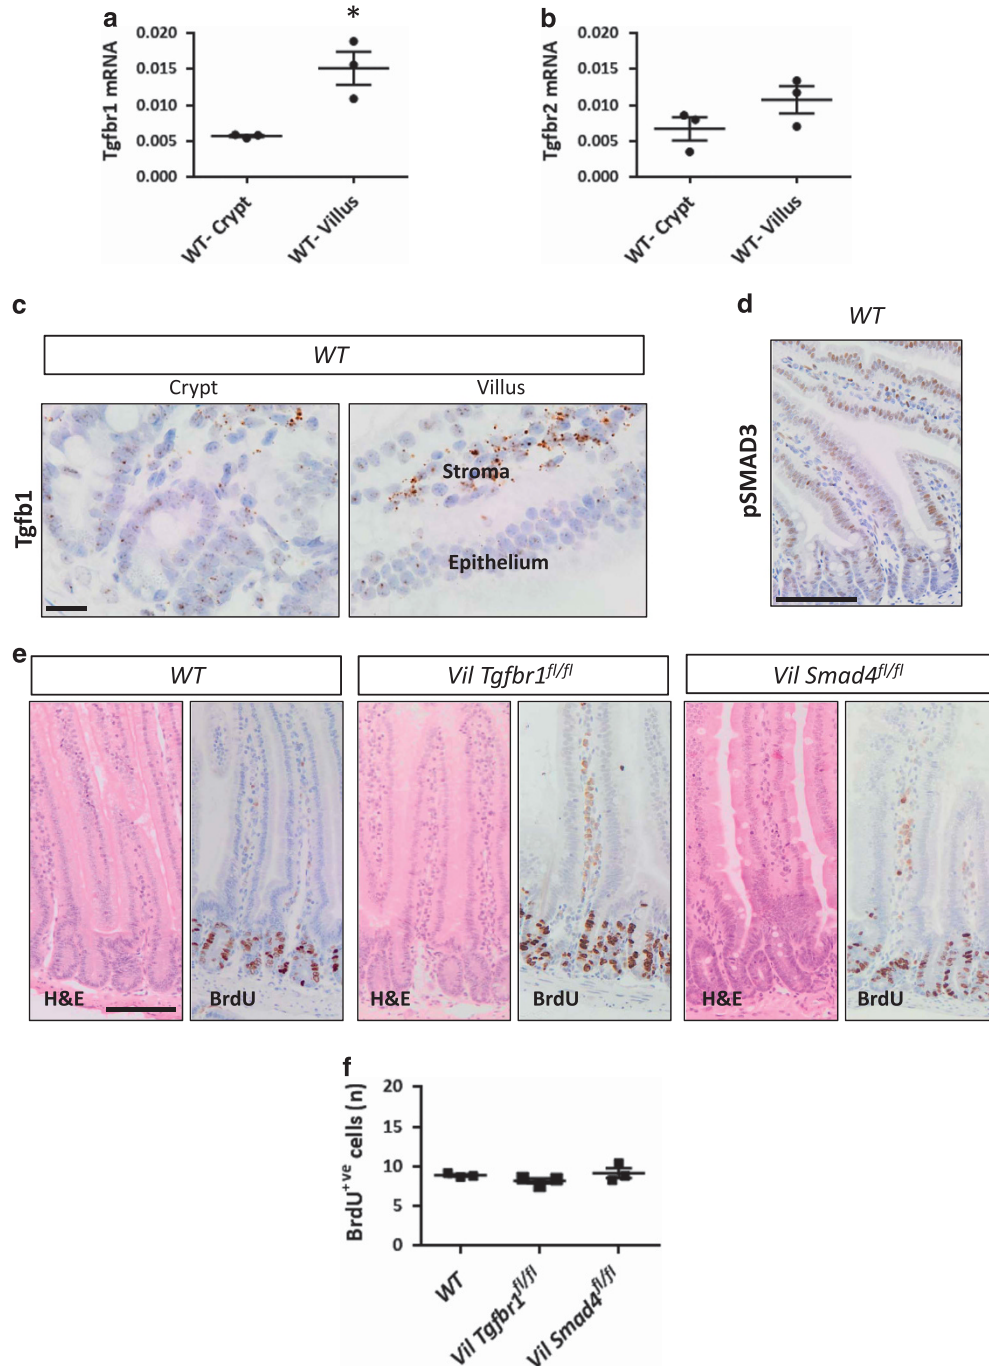 a
*
Tgfbr1 mRNA
0.020
0.015
0.010
0.005
0.000
WT- Crypt
WT- Villus
b
Tgfbr2 mRNA
0.020
0.015
0.010
0.005
0.000
WT- Crypt
WT- Villus
c
WT
Crypt
Villus
Tgfb1
Stroma
Epithelium
d
WT
pSMAD3
e
WT
Vil Tgfbr1fl/fl
Vil Smad4fl/fl
H&E
BrdU
H&E
BrdU
H&E
BrdU
f
BrdU+ve cells (n)
20
15
10
5
0
WT
Vil Tgfbr1fl/fl
Vil Smad4fl/fl